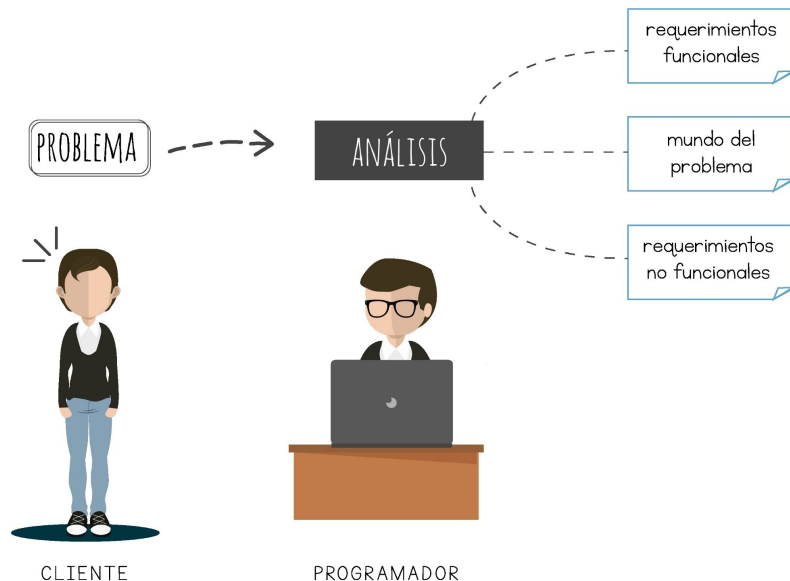 PROBLEMA
ANÁLISIS
requerimientos
funcionales
mundo del
problema
requerimientos
no funcionales
CLIENTE
PROGRAMADOR